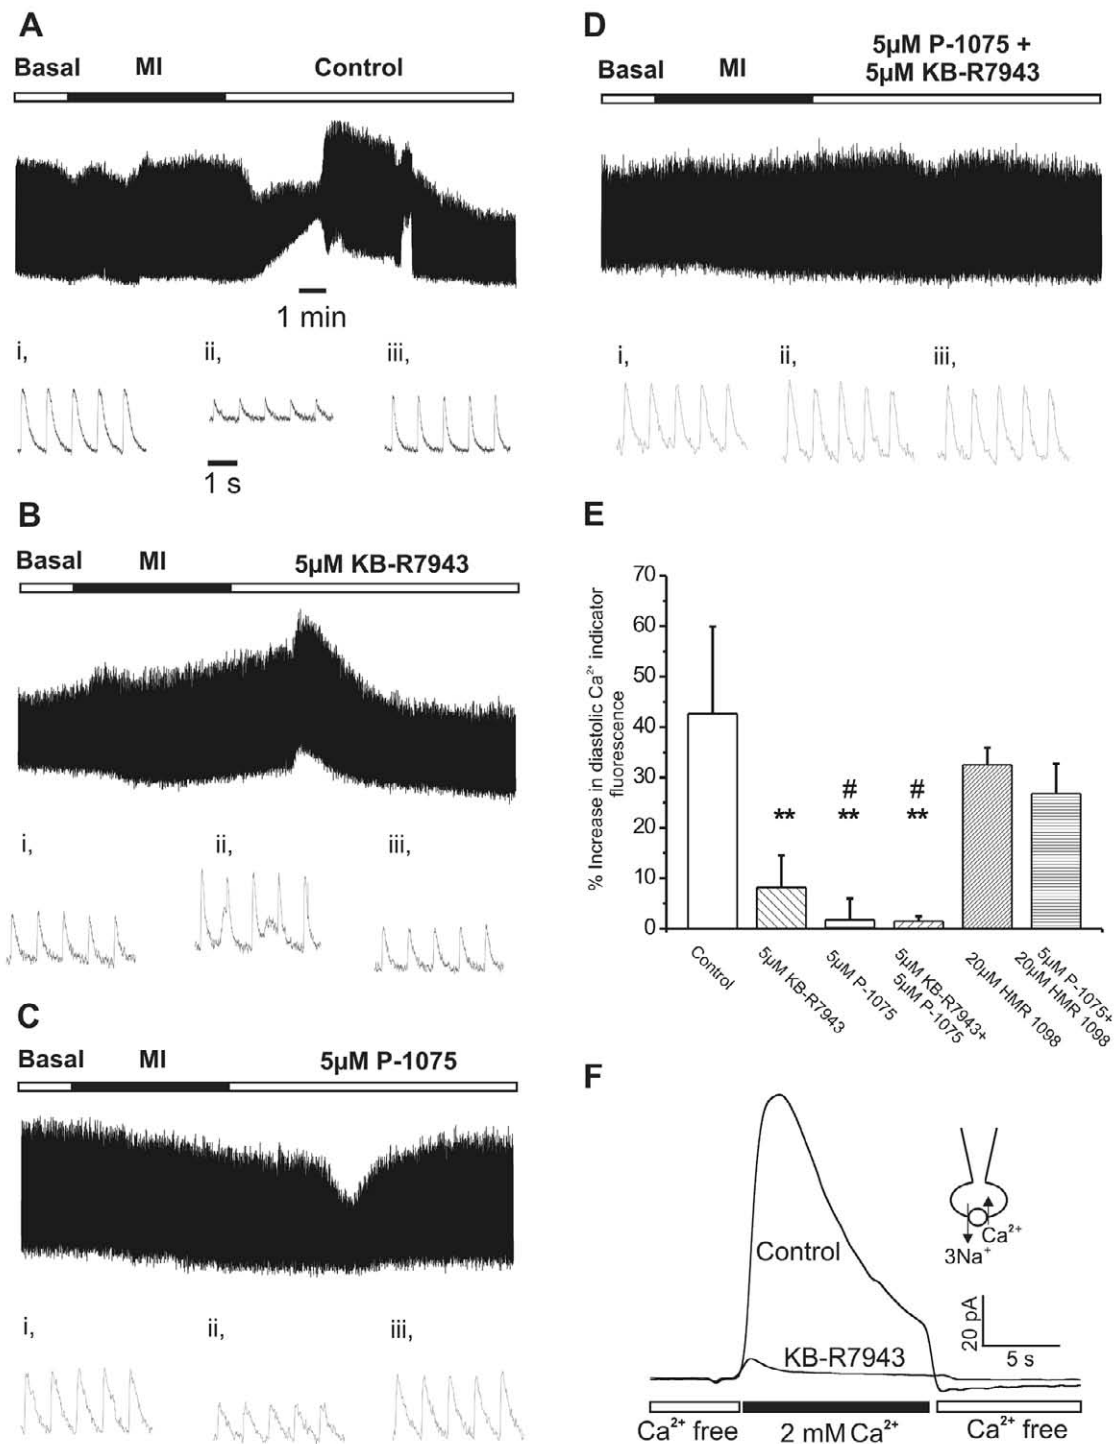 A
Basal MI Control
1 min
i, ii, iii,
1 s
B
Basal MI 5µM KB-R7943
i, ii, iii,
C
Basal MI 5µM P-1075
i, ii, iii,
D
5µM P-1075 +
Basal MI 5µM KB-R7943
i, ii, iii,
E
% Increase in diastolic Ca²⁺ indicator
fluorescence
70
60
50
40
30
20
10
0
# #
** ** **
Control
5µM KB-R7943
5µM P-1075
5µM KB-R7943+
5µM P-1075
20µM HMR 1098
5µM P-1075+
20µM HMR 1098
F
Control
KB-R7943
Ca²⁺
3Na⁺
20 pA
5 s
Ca²⁺ free 2 mM Ca²⁺ Ca²⁺ free